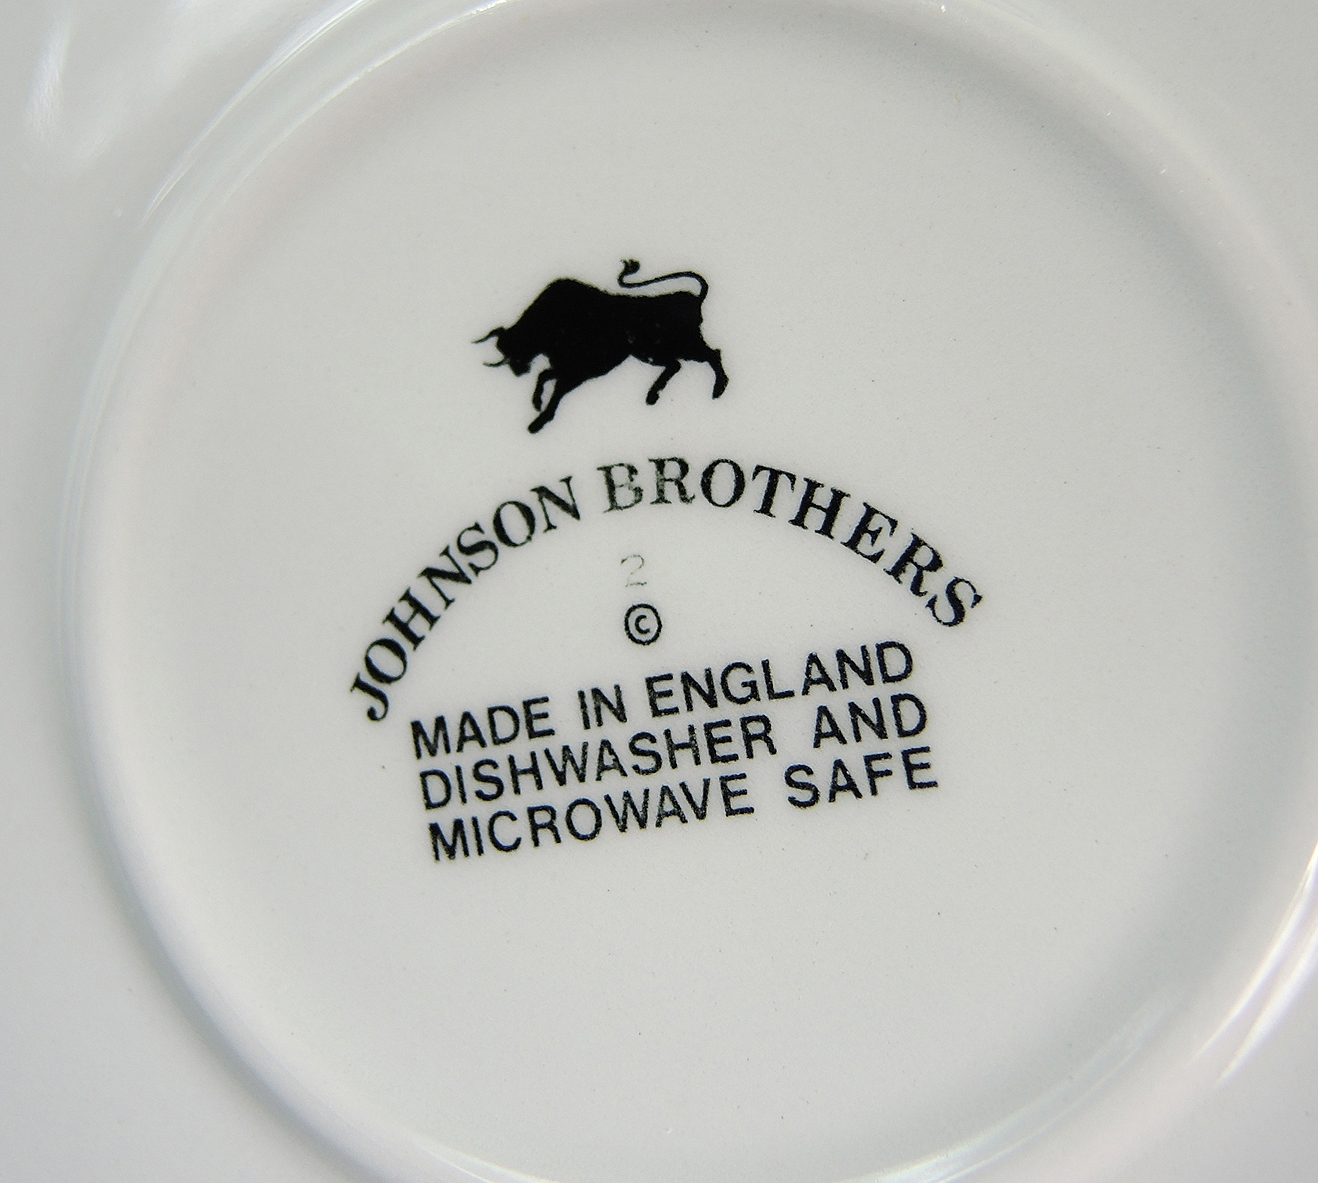 JOHNSON BROTHERS
2
©
MADE IN ENGLAND
DISHWASHER AND
MICROWAVE SAFE